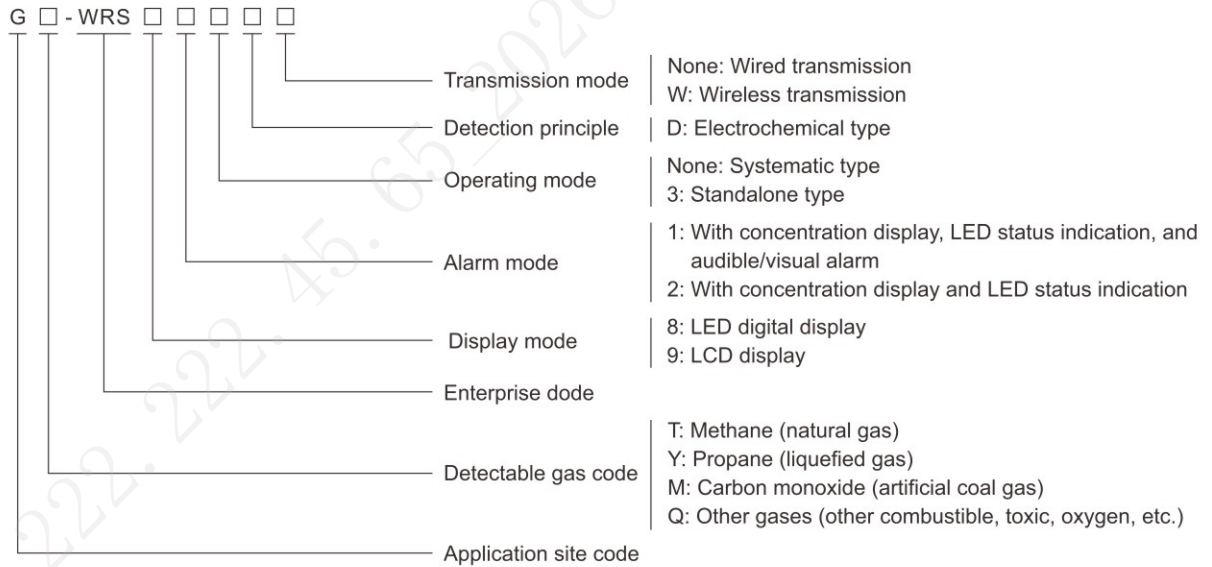 G □ - WRS □ □ □ □ □
Transmission mode
None: Wired transmission
W: Wireless transmission
Detection principle
D: Electrochemical type
Operating mode
None: Systematic type
3: Standalone type
Alarm mode
1: With concentration display, LED status indication, and
audible/visual alarm
2: With concentration display and LED status indication
Display mode
8: LED digital display
9: LCD display
Enterprise dode
Detectable gas code
T: Methane (natural gas)
Y: Propane (liquefied gas)
M: Carbon monoxide (artificial coal gas)
Q: Other gases (other combustible, toxic, oxygen, etc.)
Application site code
222. 222. 45. 65_2026